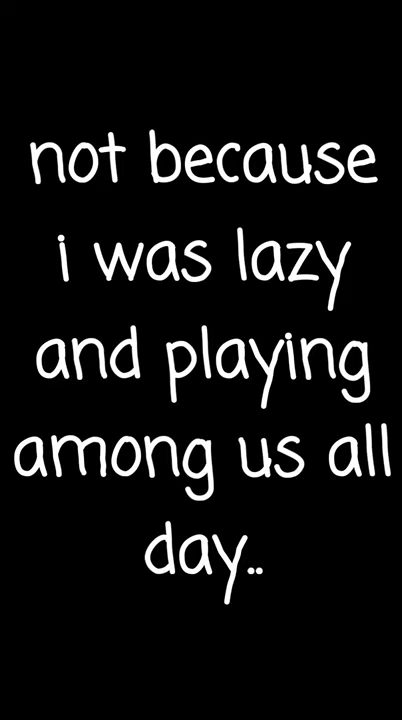 not because
i was lazy
and playing
among us all
day..